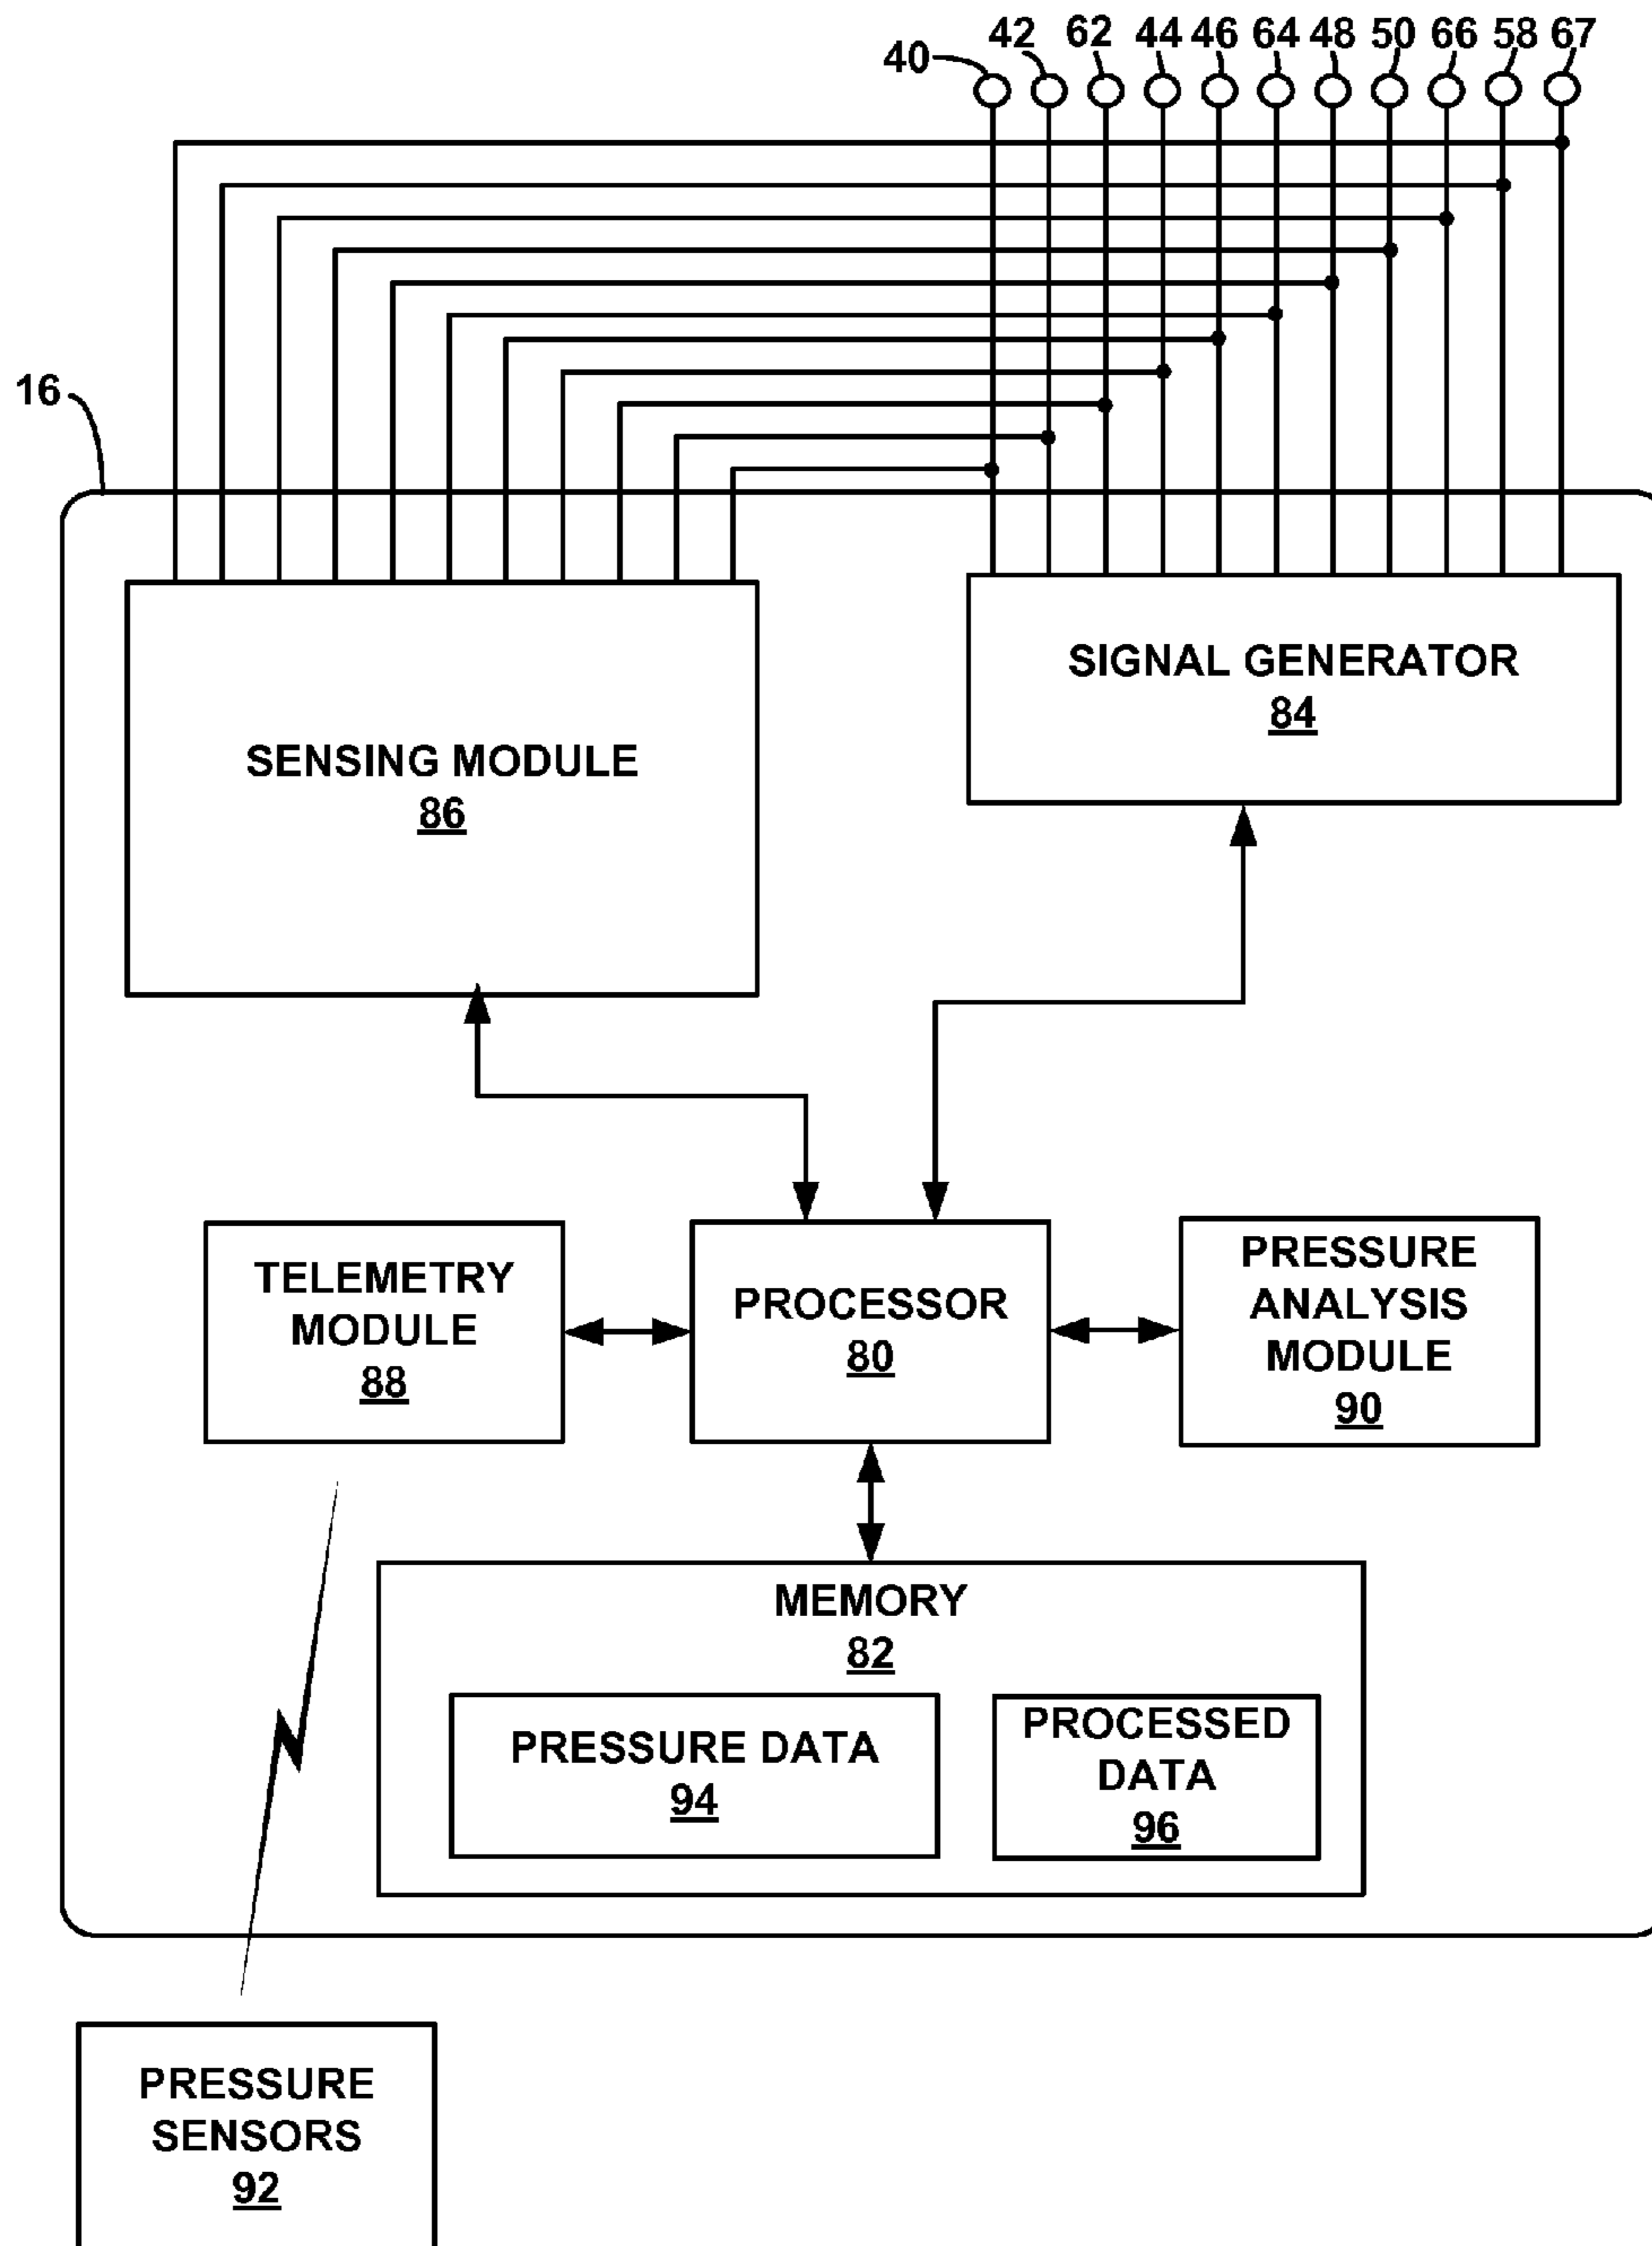 40 42 62 44 46 64 48 50 66 58 67
16
SENSING MODULE
86
SIGNAL GENERATOR
84
TELEMETRY
MODULE
88
PROCESSOR
80
PRESSURE
ANALYSIS
MODULE
90
MEMORY
82
PRESSURE DATA
94
PROCESSED
DATA
96
PRESSURE
SENSORS
92